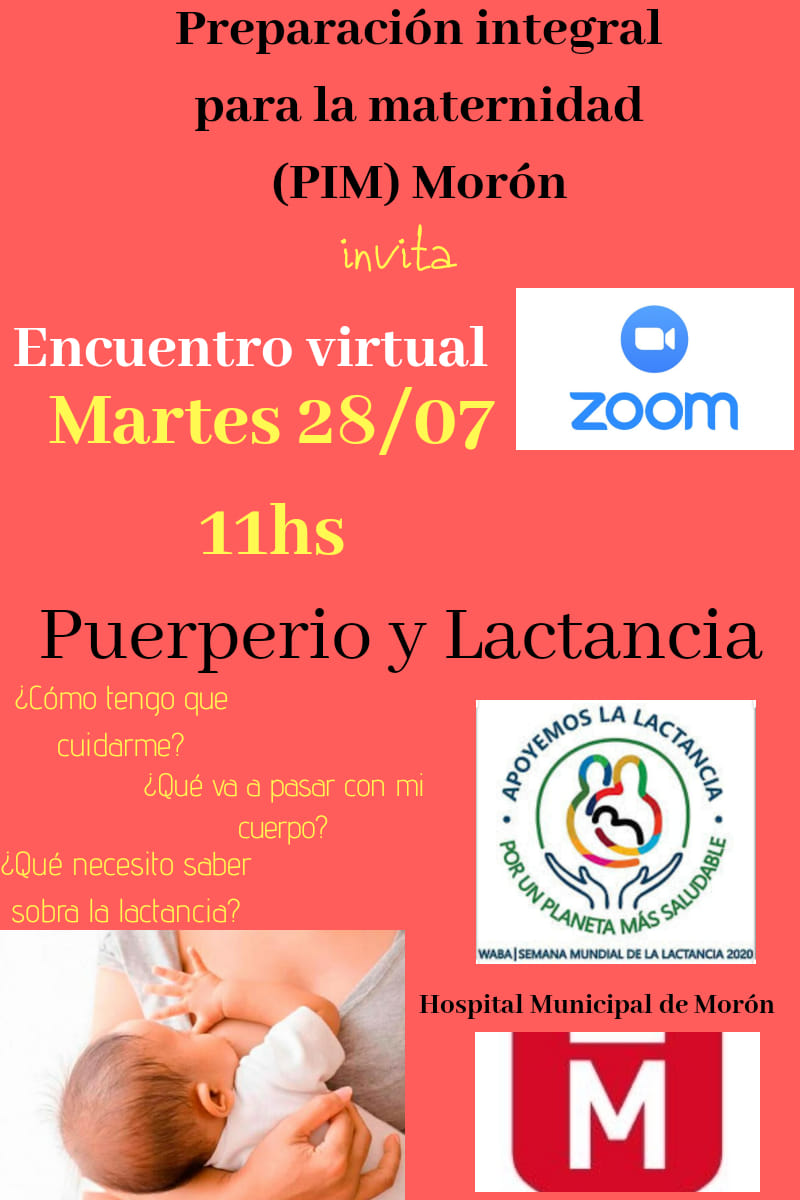 Preparación integral
para la maternidad
(PIM) Morón
invita
Encuentro virtual
Martes 28/07
zoom
11hs
Puerperio y Lactancia
¿Cómo tengo que
cuidarme?
¿Qué va a pasar con mi
cuerpo?
¿Qué necesito saber
sobra la lactancia?
APOYEMOS LA LACTANCIA
POR UN PLANETA MÁS SALUDABLE
WABA|SEMANA MUNDIAL DE LA LACTANCIA 2020
Hospital Municipal de Morón
M